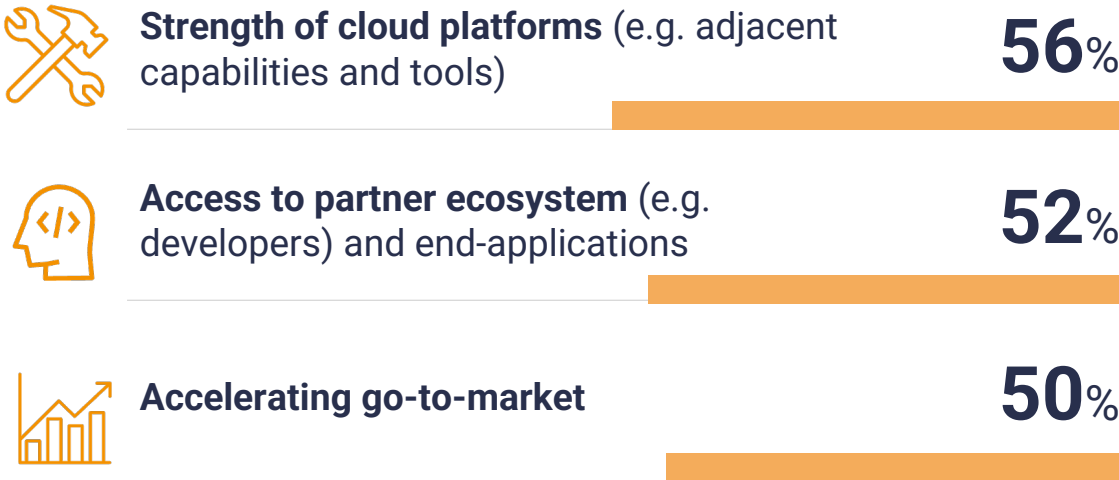 Strength of cloud platforms (e.g. adjacent
capabilities and tools)
56%
Access to partner ecosystem (e.g.
developers) and end-applications
52%
Accelerating go-to-market
50%